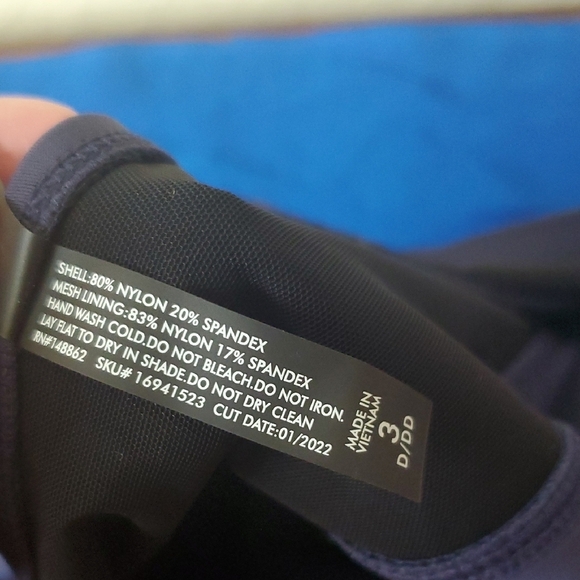 SHELL:80% NYLON 20% SPANDEX
MESH LINING:83% NYLON 17% SPANDEX
HAND WASH COLD.DO NOT BLEACH.DO NOT IRON.
LAY FLAT TO DRY IN SHADE.DO NOT DRY CLEAN
RN#148862 SKU# 16941523 CUT DATE:01/2022
MADE IN
VIETNAM
3
D/DD